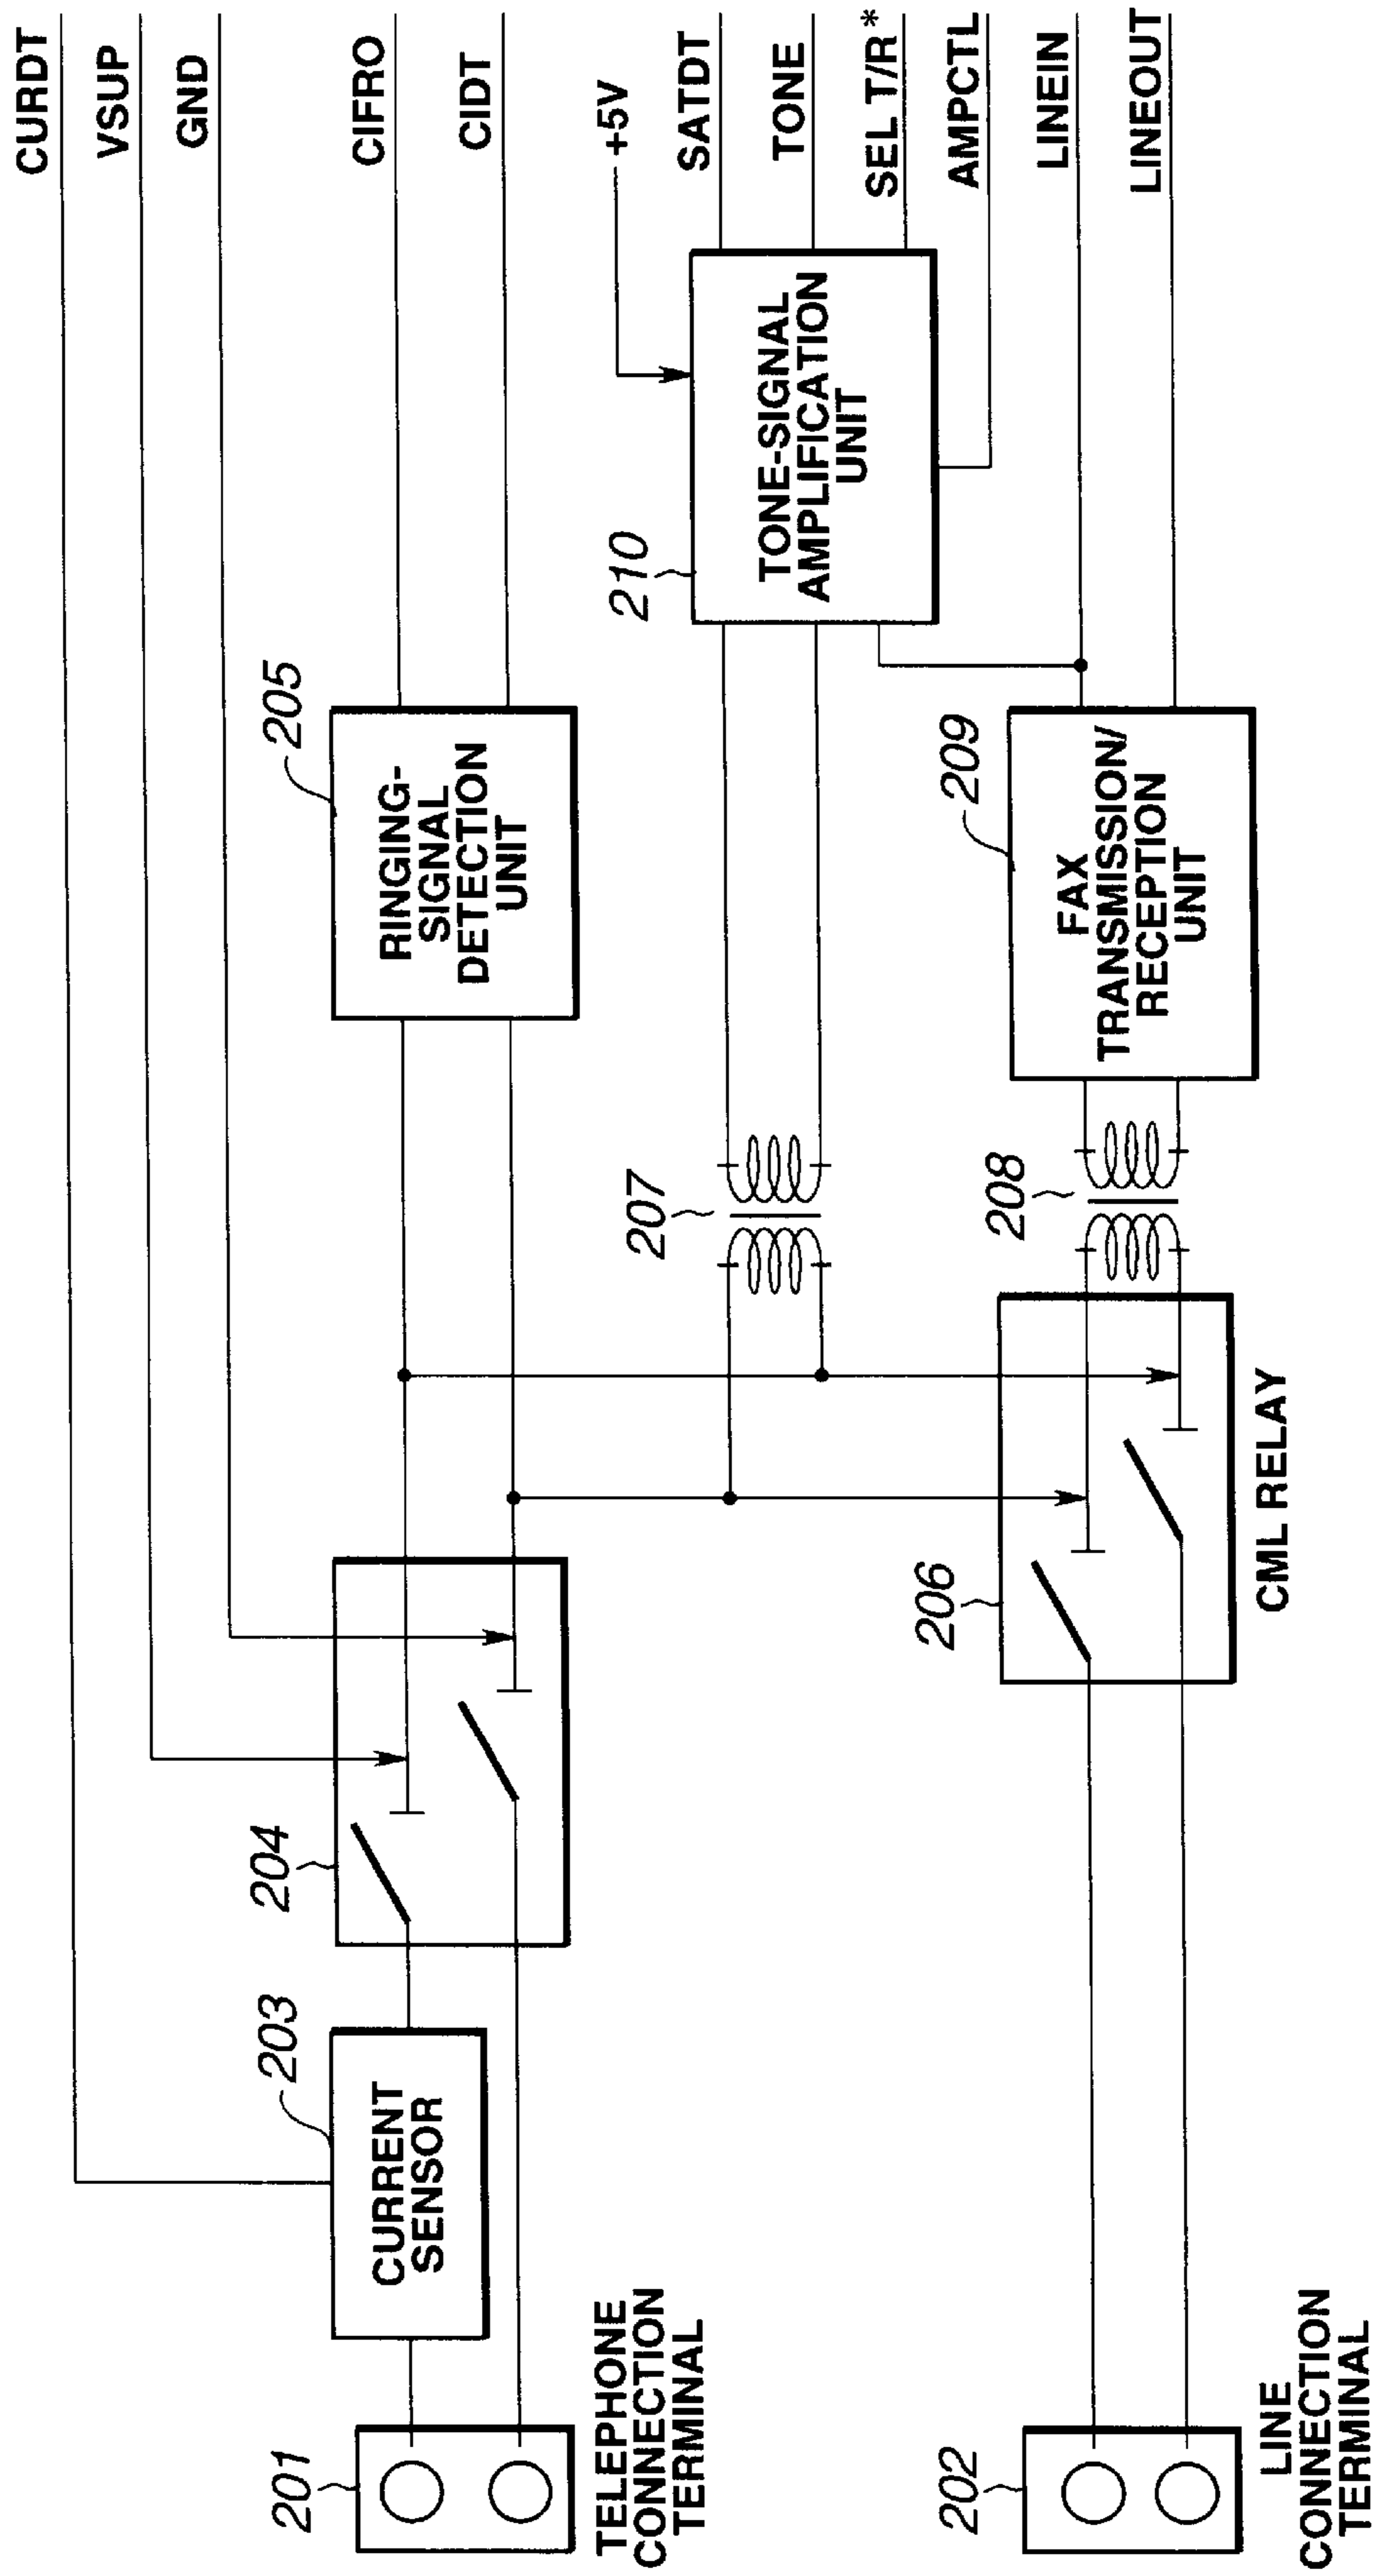 CURDT
VSUP
GND
CIFRO
CIDT
+5V
SATDT
TONE
SEL T/R*
AMPCTL
LINEIN
LINEOUT
205
RINGING-
SIGNAL
DETECTION
UNIT
210
TONE-SIGNAL
AMPLIFICATION
UNIT
209
FAX
TRANSMISSION/
RECEPTION
UNIT
207
208
204
206
CML RELAY
203
CURRENT
SENSOR
201
TELEPHONE
CONNECTION
TERMINAL
202
LINE
CONNECTION
TERMINAL